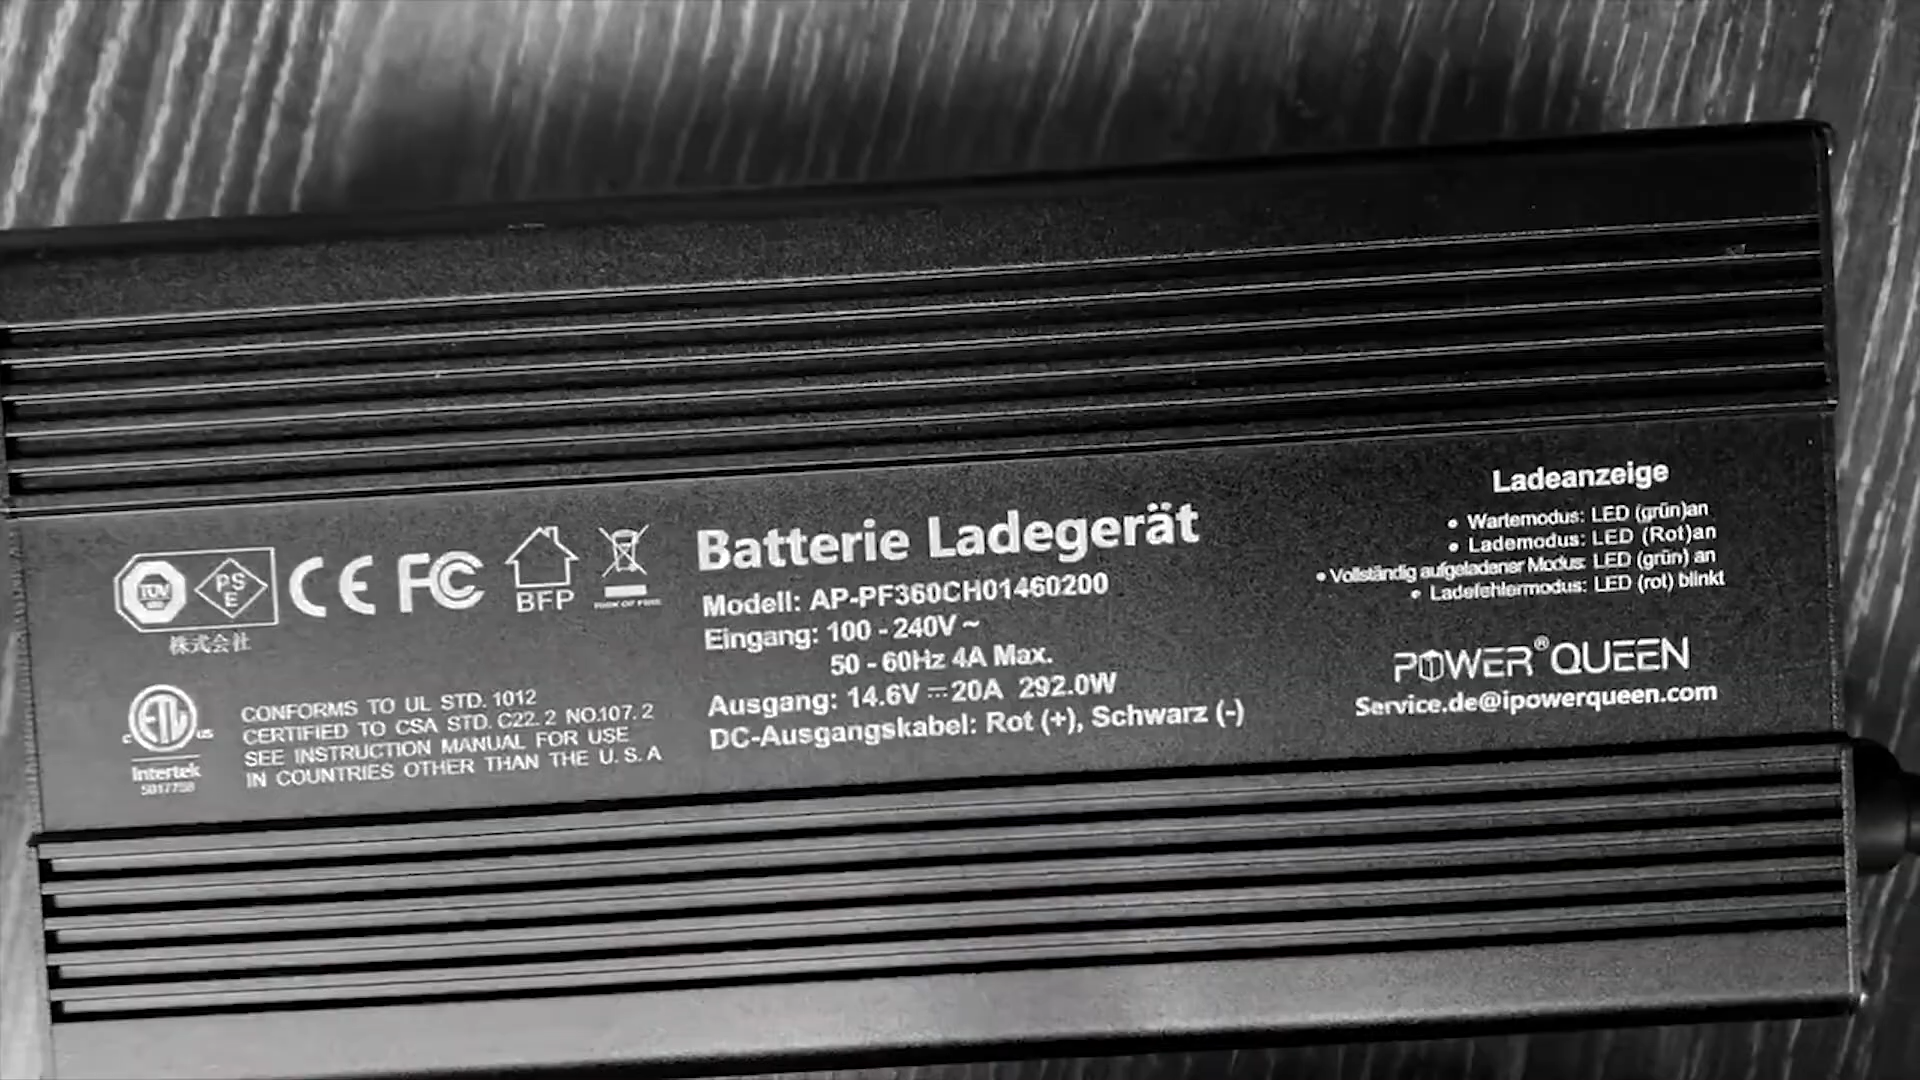 TÜV
PS
E
株式会社
CE FC
BFP
Intertek
5017758
c us
CONFORMS TO UL STD. 1012
CERTIFIED TO CSA STD. C22. 2 NO.107. 2
SEE INSTRUCTION MANUAL FOR USE
IN COUNTRIES OTHER THAN THE U. S. A
Batterie Ladegerät
Modell: AP-PF360CH01460200
Eingang: 100 - 240V ~
50 - 60Hz 4A Max.
Ausgang: 14.6V ⎓ 20A 292.0W
DC-Ausgangskabel: Rot (+), Schwarz (-)
Ladeanzeige
• Wartemodus: LED (grün)an
• Lademodus: LED (Rot)an
• Vollständig aufgeladener Modus: LED (grün) an
• Ladefehlermodus: LED (rot) blinkt
POWER® QUEEN
Service.de@ipowerqueen.com